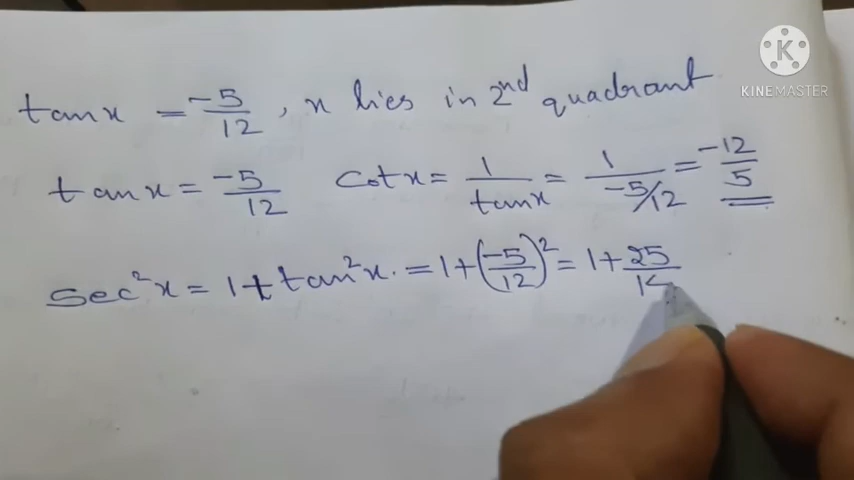 KINEMASTER
tan x = -5/12, x lies in 2nd quadrant
tan x = -5/12 cot x = 1/tan x = 1/(-5/12) = -12/5
sec²x = 1 + tan²x. = 1 + (-5/12)² = 1 + 25/